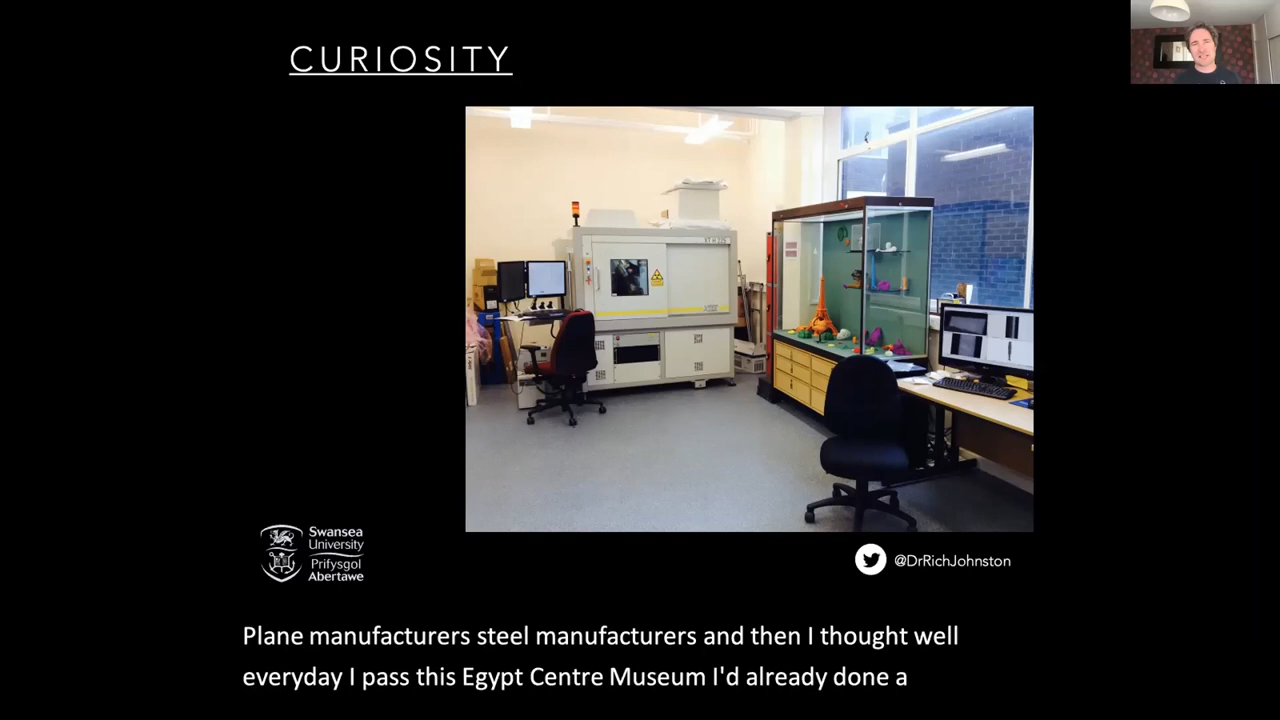 CURIOSITY
Swansea
University
Prifysgol
Abertawe
@DrRichJohnston
Plane manufacturers steel manufacturers and then I thought well
everyday I pass this Egypt Centre Museum I'd already done a